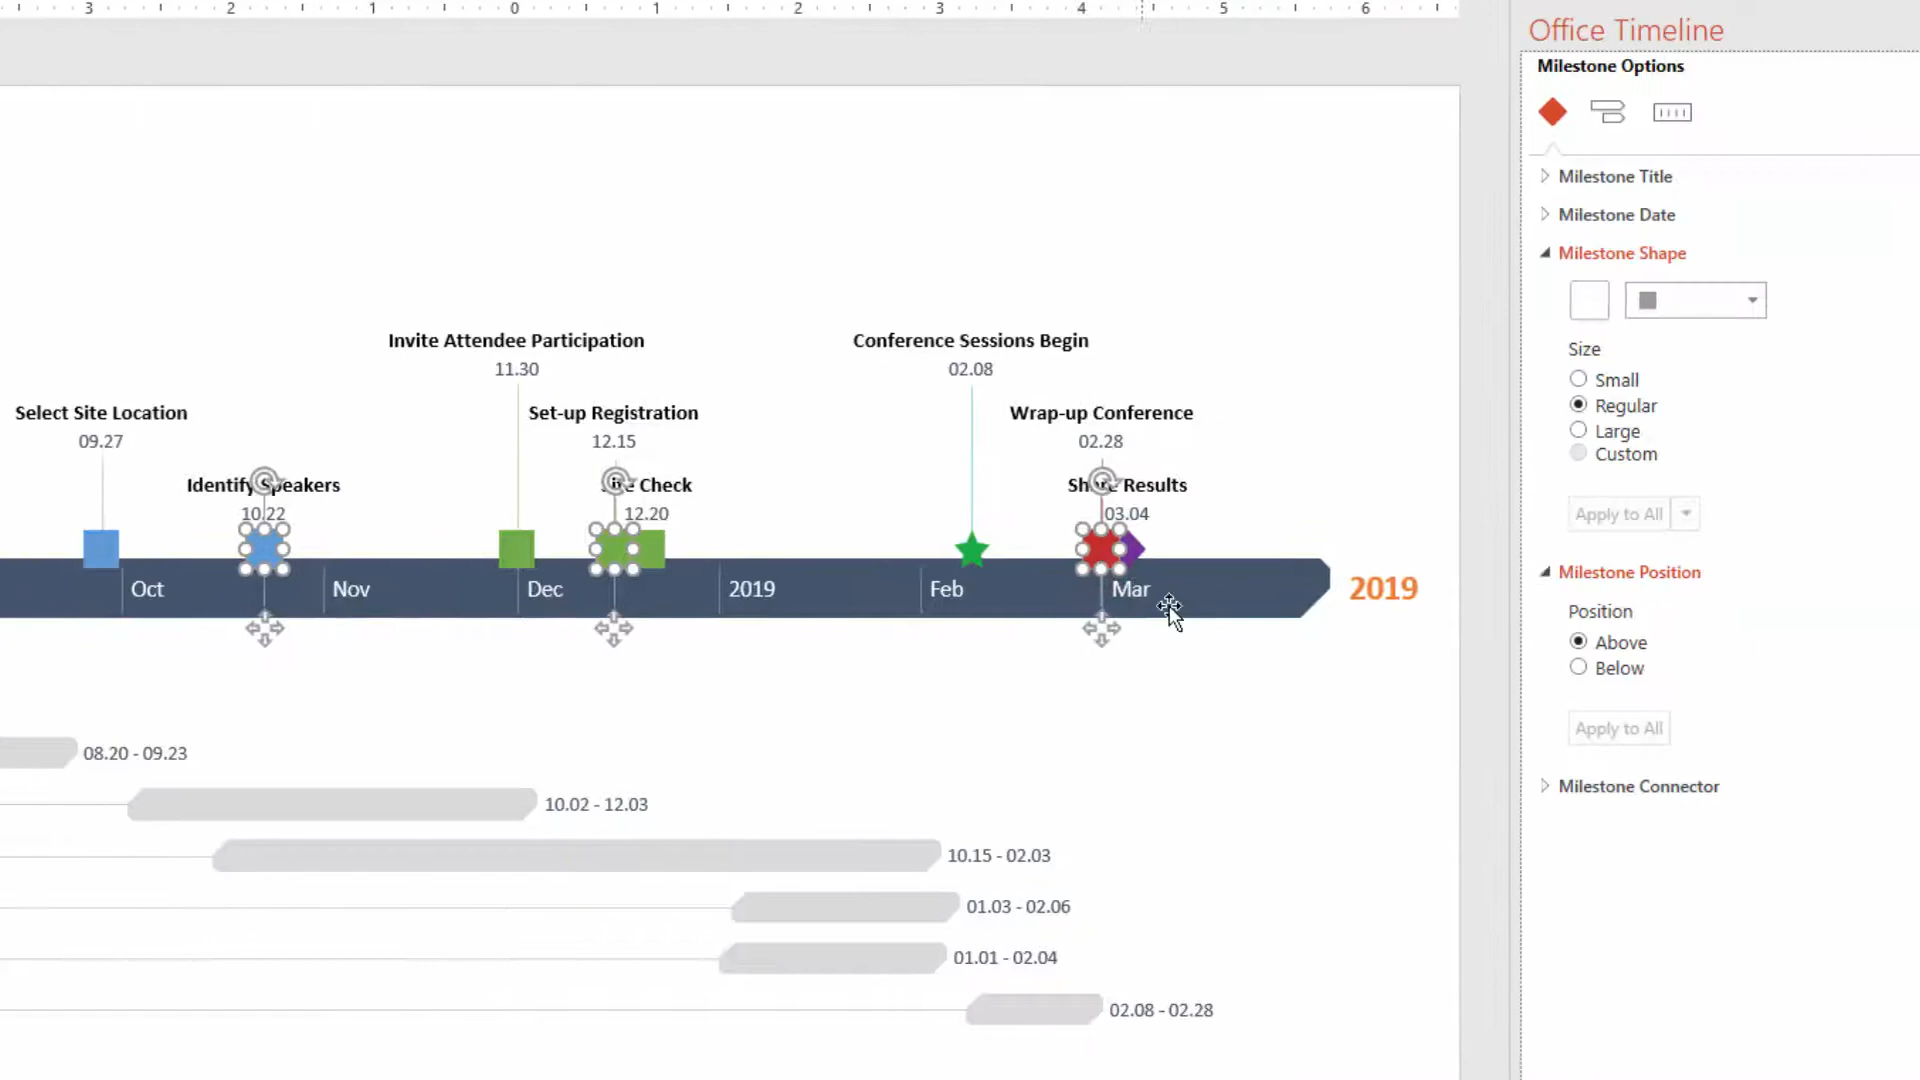 3 2 1 0 1 2 3 4 5 6
Office Timeline
Milestone Options
Milestone Title
Milestone Date
Milestone Shape
Size
Small
Regular
Large
Custom
Apply to All
Milestone Position
Position
Above
Below
Apply to All
Milestone Connector
Invite Attendee Participation
11.30
Conference Sessions Begin
02.08
Select Site Location
09.27
Set-up Registration
12.15
Wrap-up Conference
02.28
Identify Speakers
10.22
Check
12.20
Share Results
03.04
Oct Nov Dec 2019 Feb Mar
2019
08.20 - 09.23
10.02 - 12.03
10.15 - 02.03
01.03 - 02.06
01.01 - 02.04
02.08 - 02.28